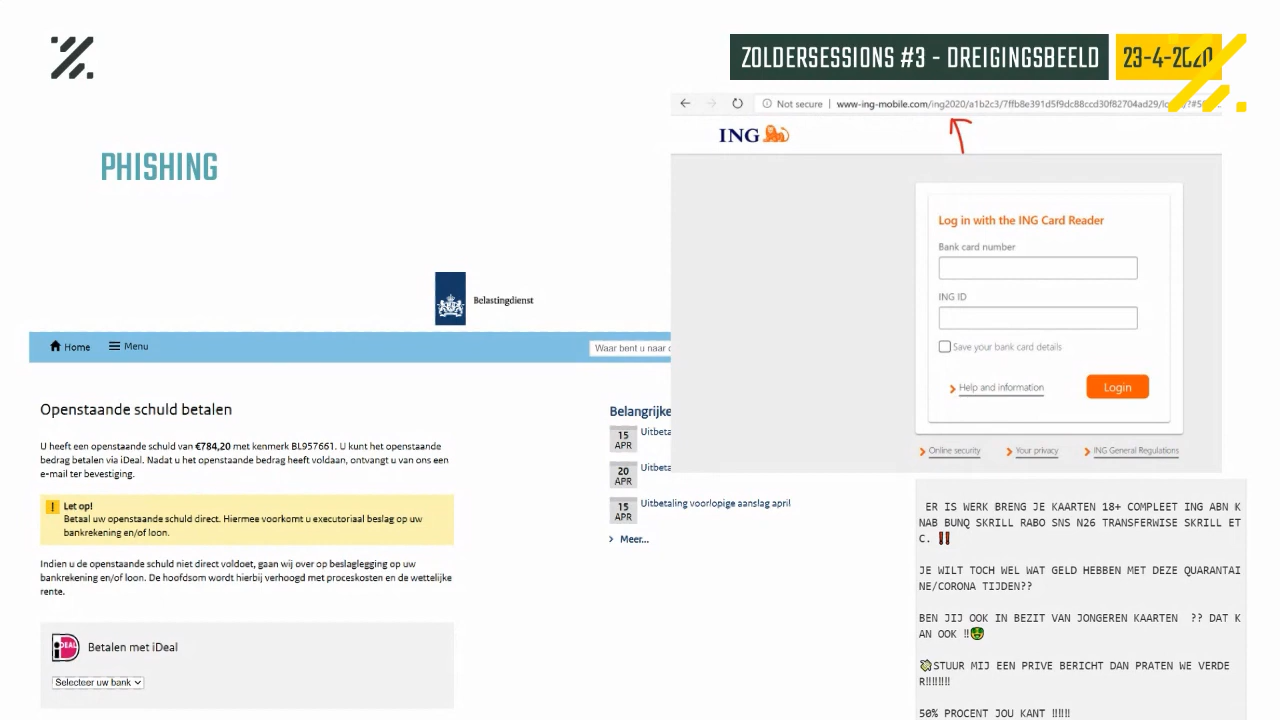 ZOLDERSESSIONS #3 - DREIGINGSBEELD
23-4-2020
PHISHING
Not secure | www-ing-mobile.com/ing2020/a1b2c3/7ffb8e391d5f9dc88ccd30f82704ad29/
ING
Log in with the ING Card Reader
Bank card number
ING ID
Save your bank card details
Help and information
Login
Online security
Your privacy
ING General Regulations
Belastingdienst
Home
Menu
Waar bent u naar
Openstaande schuld betalen
U heeft een openstaande schuld van €784,20 met kenmerk BL957661. U kunt het openstaande
bedrag betalen via iDeal. Nadat u het openstaande bedrag heeft voldaan, ontvangt u van ons een
e-mail ter bevestiging.
! Let op!
Betaal uw openstaande schuld direct. Hiermee voorkomt u executoriaal beslag op uw
bankrekening en/of loon.
Indien u de openstaande schuld niet direct voldoet, gaan wij over op beslaglegging op uw
bankrekening en/of loon. De hoofdsom wordt hierbij verhoogd met proceskosten en de wettelijke
rente.
iDEAL
Betalen met iDeal
Selecteer uw bank
Belangrijke
15 APR
Uitbeta
20 APR
Uitbeta
15 APR
Uitbetaling voorlopige aanslag april
Meer...
ER IS WERK BRENG JE KAARTEN 18+ COMPLEET ING ABN K
NAB BUNQ SKRILL RABO SNS N26 TRANSFERWISE SKRILL ET
C. ‼️
JE WILT TOCH WEL WAT GELD HEBBEN MET DEZE QUARANTAI
NE/CORONA TIJDEN??
BEN JIJ OOK IN BEZIT VAN JONGEREN KAARTEN ?? DAT K
AN OOK ‼🤑
💸STUUR MIJ EEN PRIVE BERICHT DAN PRATEN WE VERDE
R‼‼‼‼
50% PROCENT JOU KANT ‼‼‼